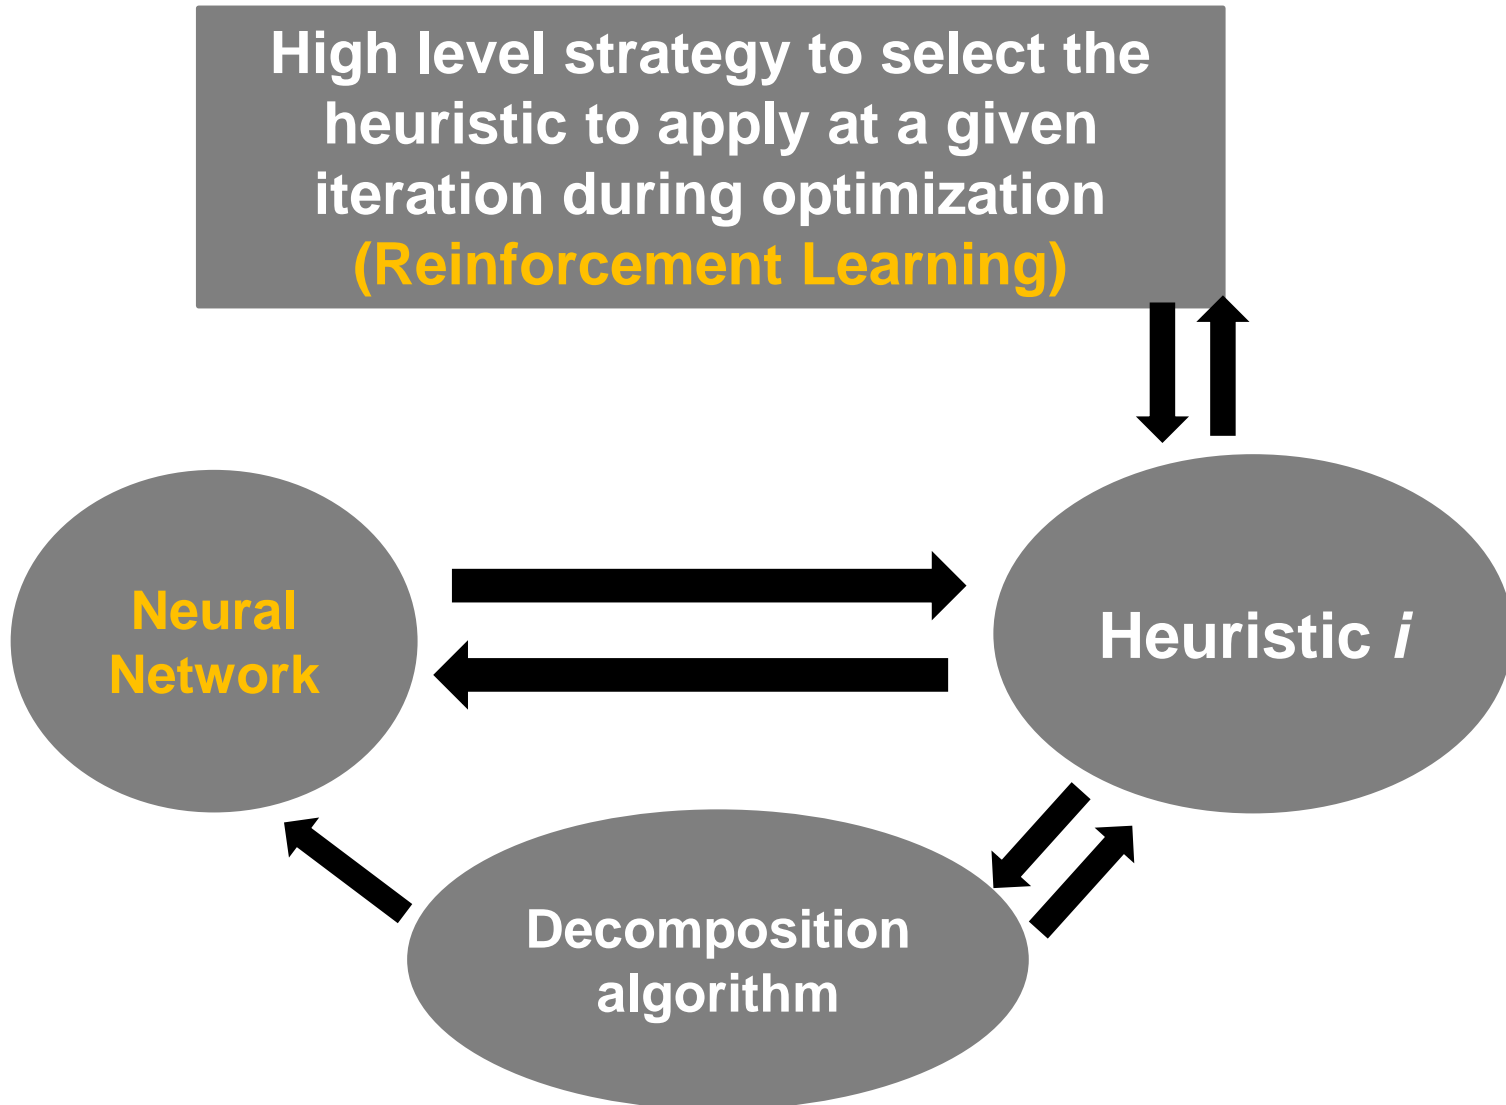 High level strategy to select the
heuristic to apply at a given
iteration during optimization
(Reinforcement Learning)
Neural
Network
Heuristic i
Decomposition
algorithm